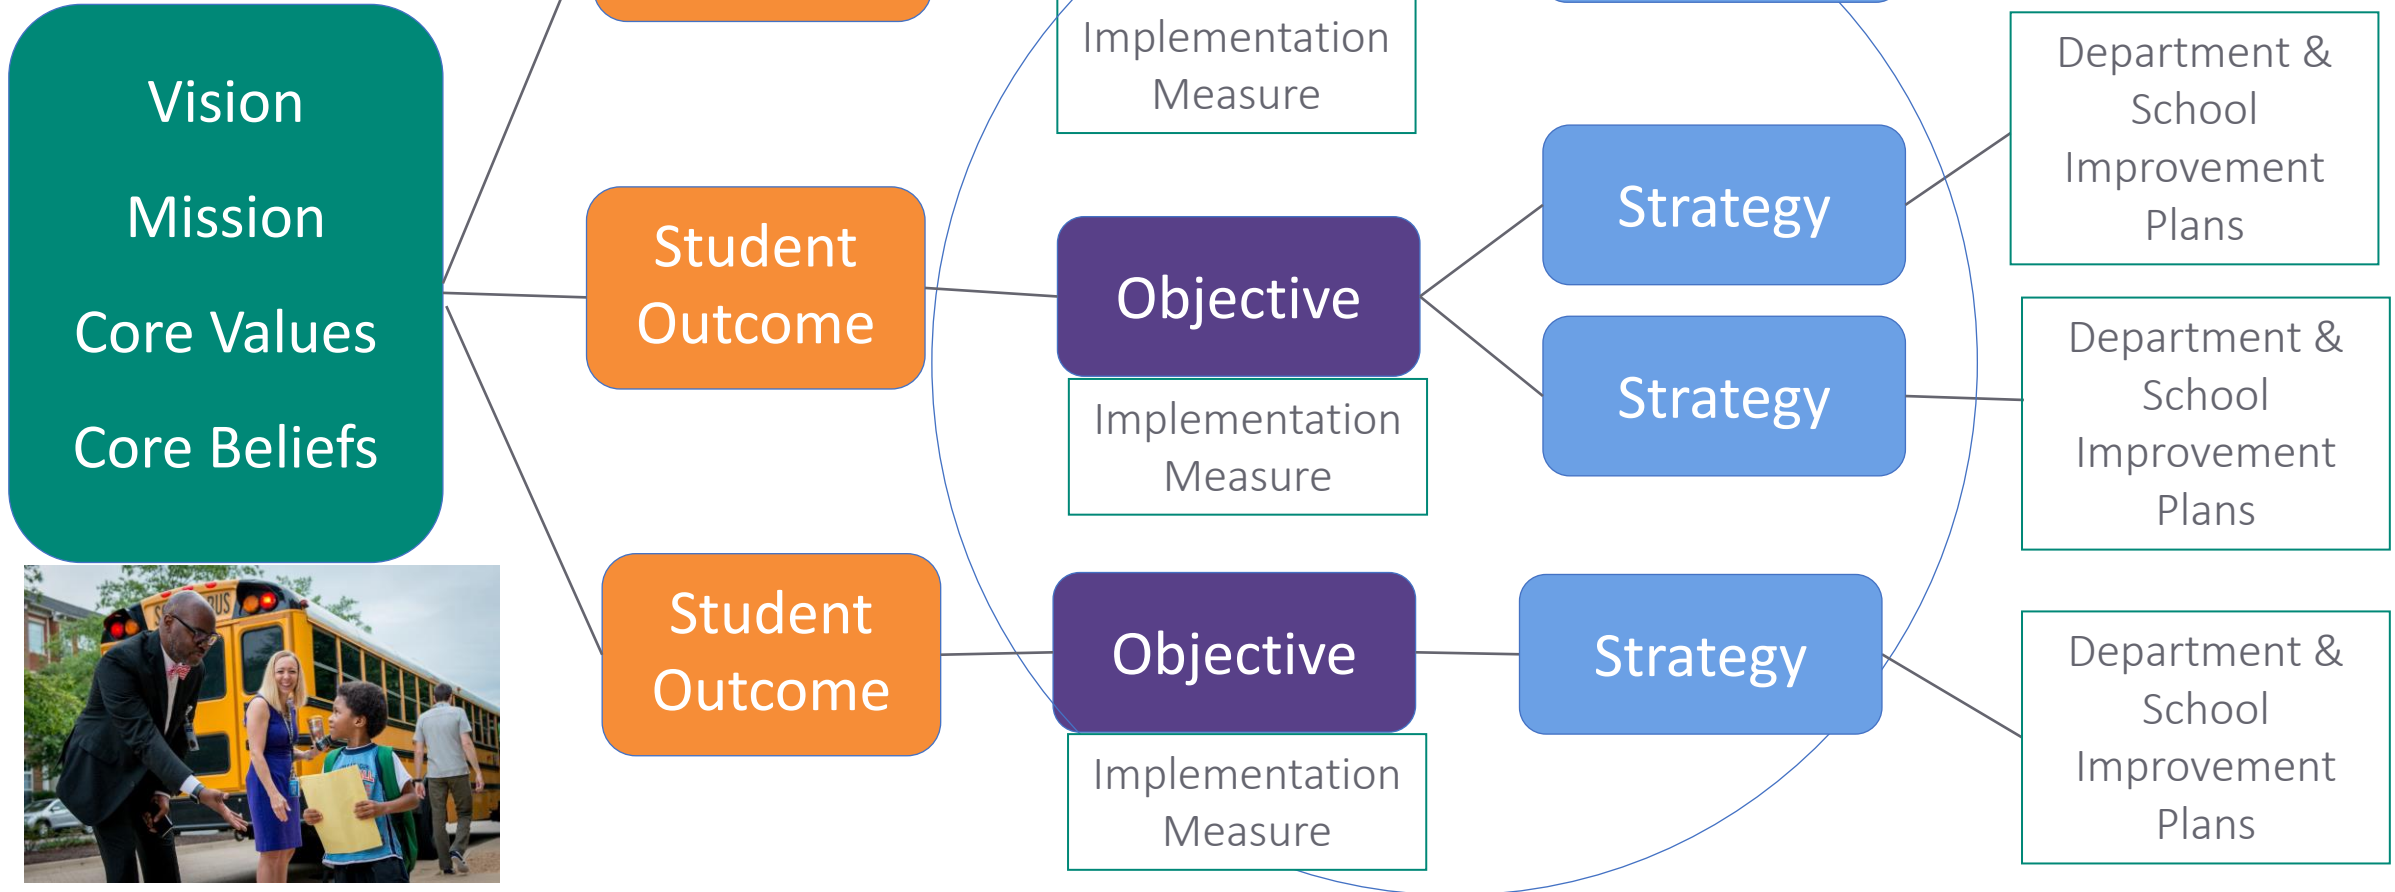 Vision
Mission
Core Values
Core Beliefs
Implementation
Measure
Student
Outcome
Objective
Implementation
Measure
Strategy
Strategy
Department &
School
Improvement
Plans
Department &
School
Improvement
Plans
Student
Outcome
Objective
Implementation
Measure
Strategy
Department &
School
Improvement
Plans